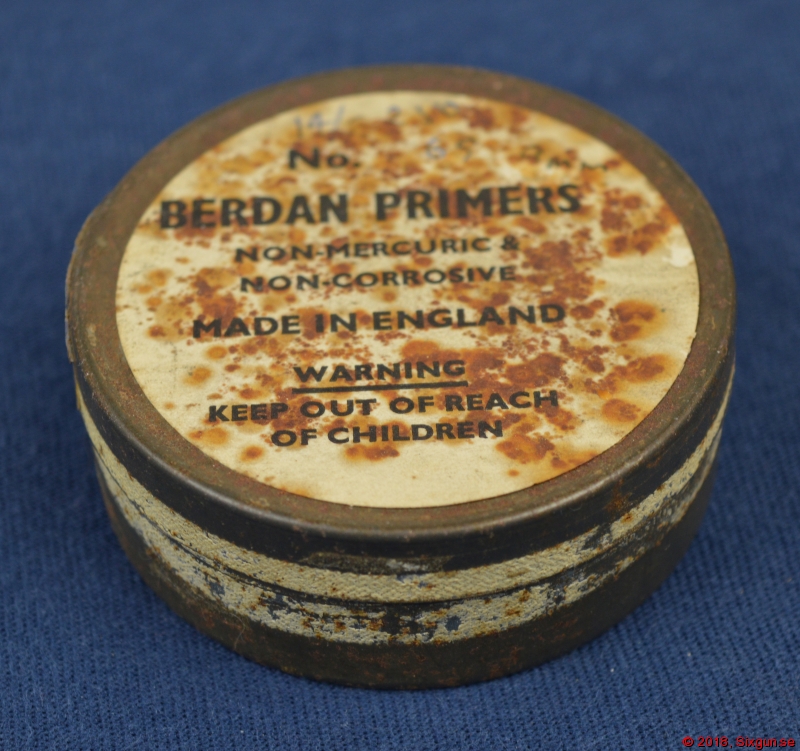 No.
BERDAN PRIMERS
NON-MERCURIC &
NON-CORROSIVE
MADE IN ENGLAND
WARNING
KEEP OUT OF REACH
OF CHILDREN
© 2018, Sixgun.se